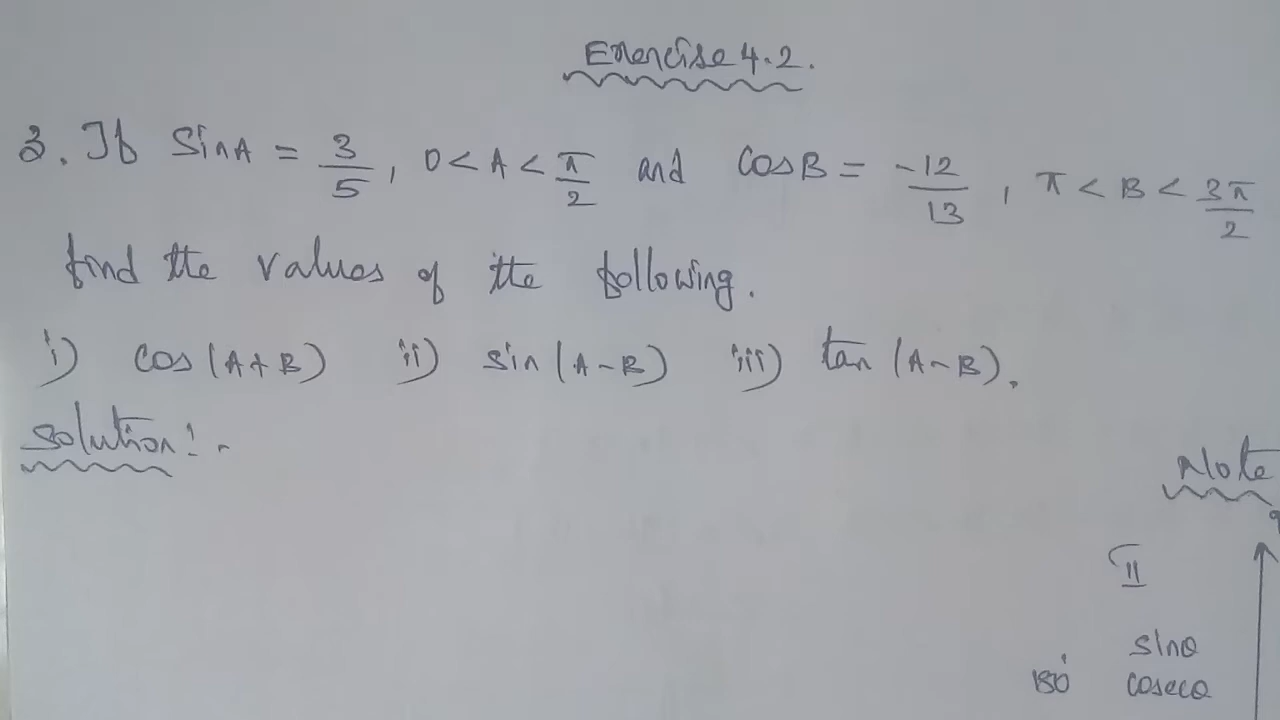 Exercise 4.2.
3. If sinA = 3/5, 0 < A < π/2 and cosB = -12/13, π < B < 3π/2
find the values of the following.
i) cos(A+B) ii) sin(A-B) iii) tan(A-B).
Solution:-
Note
II
sinθ
180° cosecθ